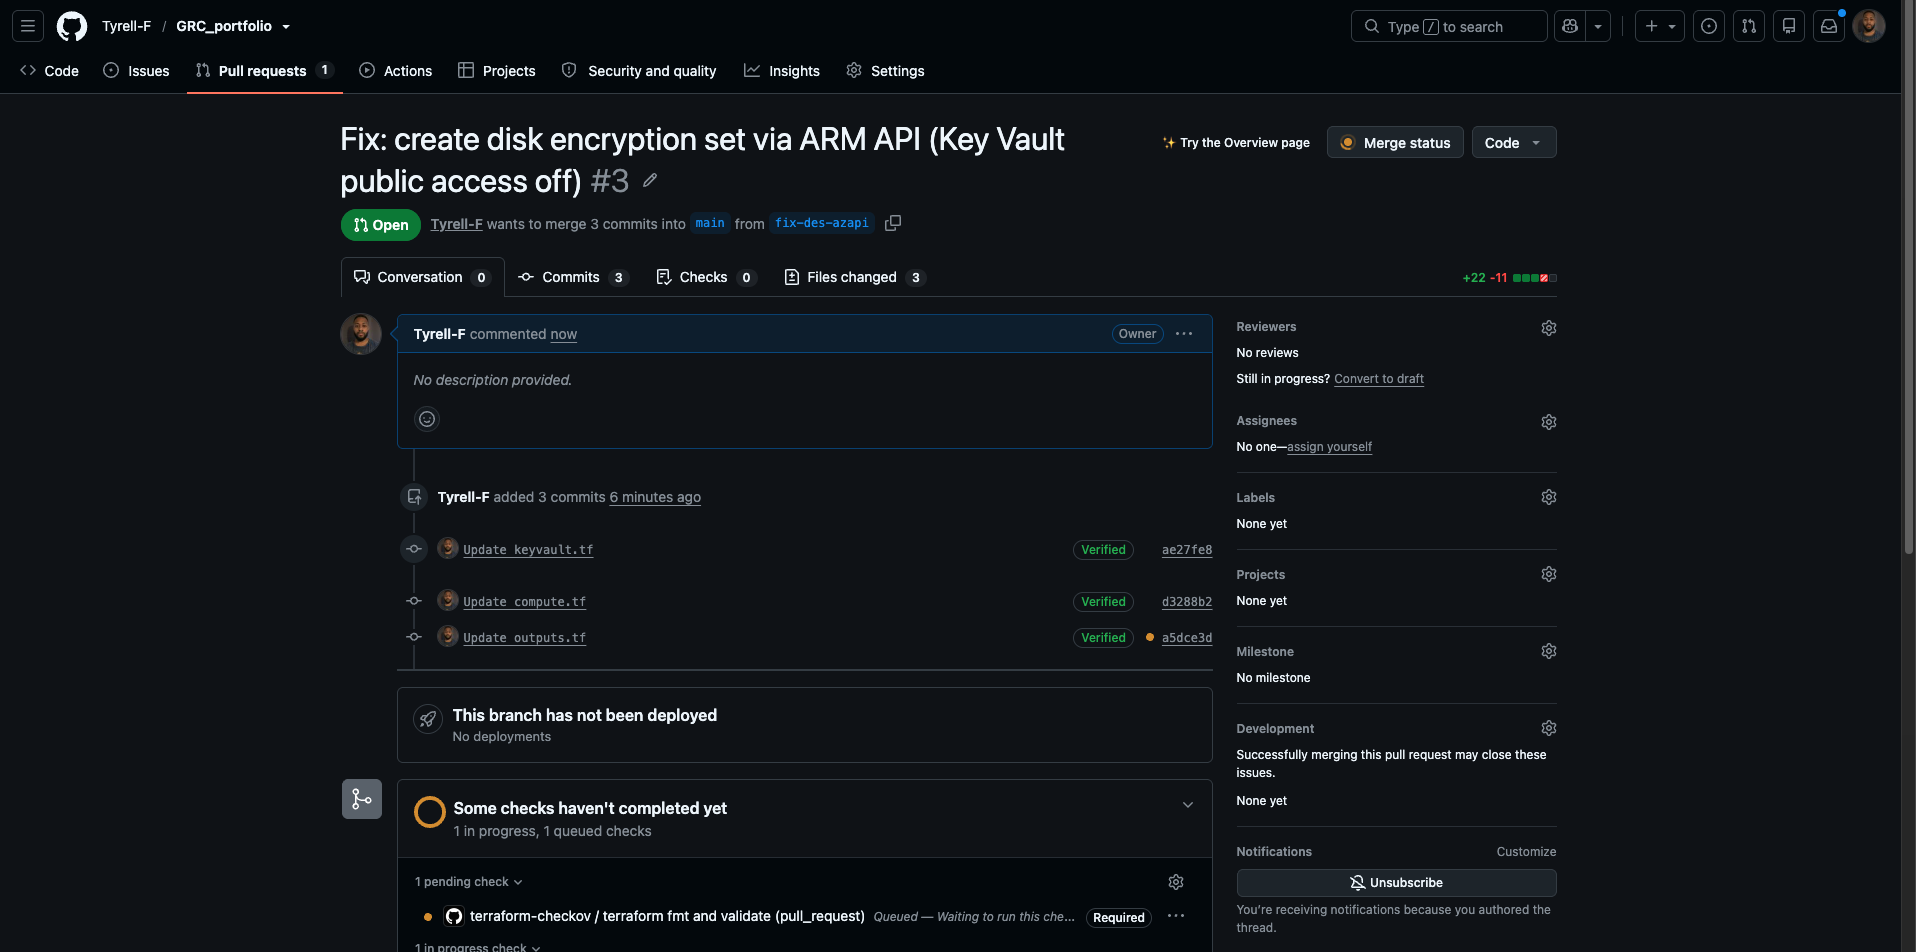 Tyrell-F / GRC_portfolio
Type / to search
Code
Issues
Pull requests 1
Actions
Projects
Security and quality
Insights
Settings
Fix: create disk encryption set via ARM API (Key Vault
public access off) #3
Try the Overview page
Merge status
Code
Open
Tyrell-F wants to merge 3 commits into main from fix-des-azapi
Conversation 0
Commits 3
Checks 0
Files changed 3
+22 -11
Tyrell-F commented now
Owner
No description provided.
Tyrell-F added 3 commits 6 minutes ago
Update keyvault.tf
Verified
ae27fe8
Update compute.tf
Verified
d3288b2
Update outputs.tf
Verified
a5dce3d
This branch has not been deployed
No deployments
Some checks haven't completed yet
1 in progress, 1 queued checks
1 pending check
terraform-checkov / terraform fmt and validate (pull_request) Queued — Waiting to run this che...
Required
1 in progress check
Reviewers
No reviews
Still in progress? Convert to draft
Assignees
No one—assign yourself
Labels
None yet
Projects
None yet
Milestone
No milestone
Development
Successfully merging this pull request may close these
issues.
None yet
Notifications
Customize
Unsubscribe
You're receiving notifications because you authored the
thread.